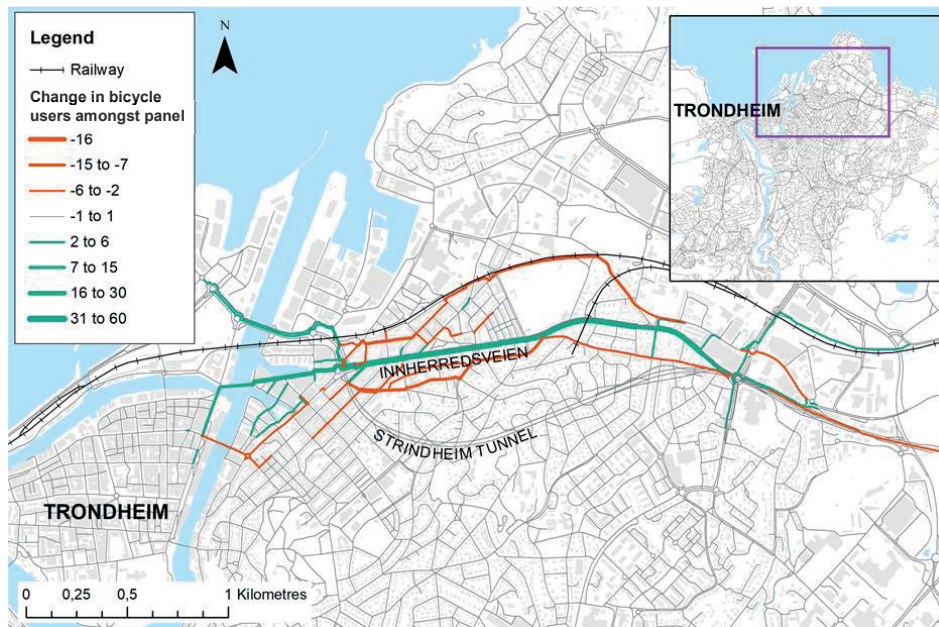 Legend
Railway
Change in bicycle
users amongst panel
-16
-15 to -7
-6 to -2
-1 to 1
2 to 6
7 to 15
16 to 30
31 to 60
N
TRONDHEIM
INNHERREDSVEIEN
STRINDHEIM TUNNEL
TRONDHEIM
0 0,25 0,5 1 Kilometres